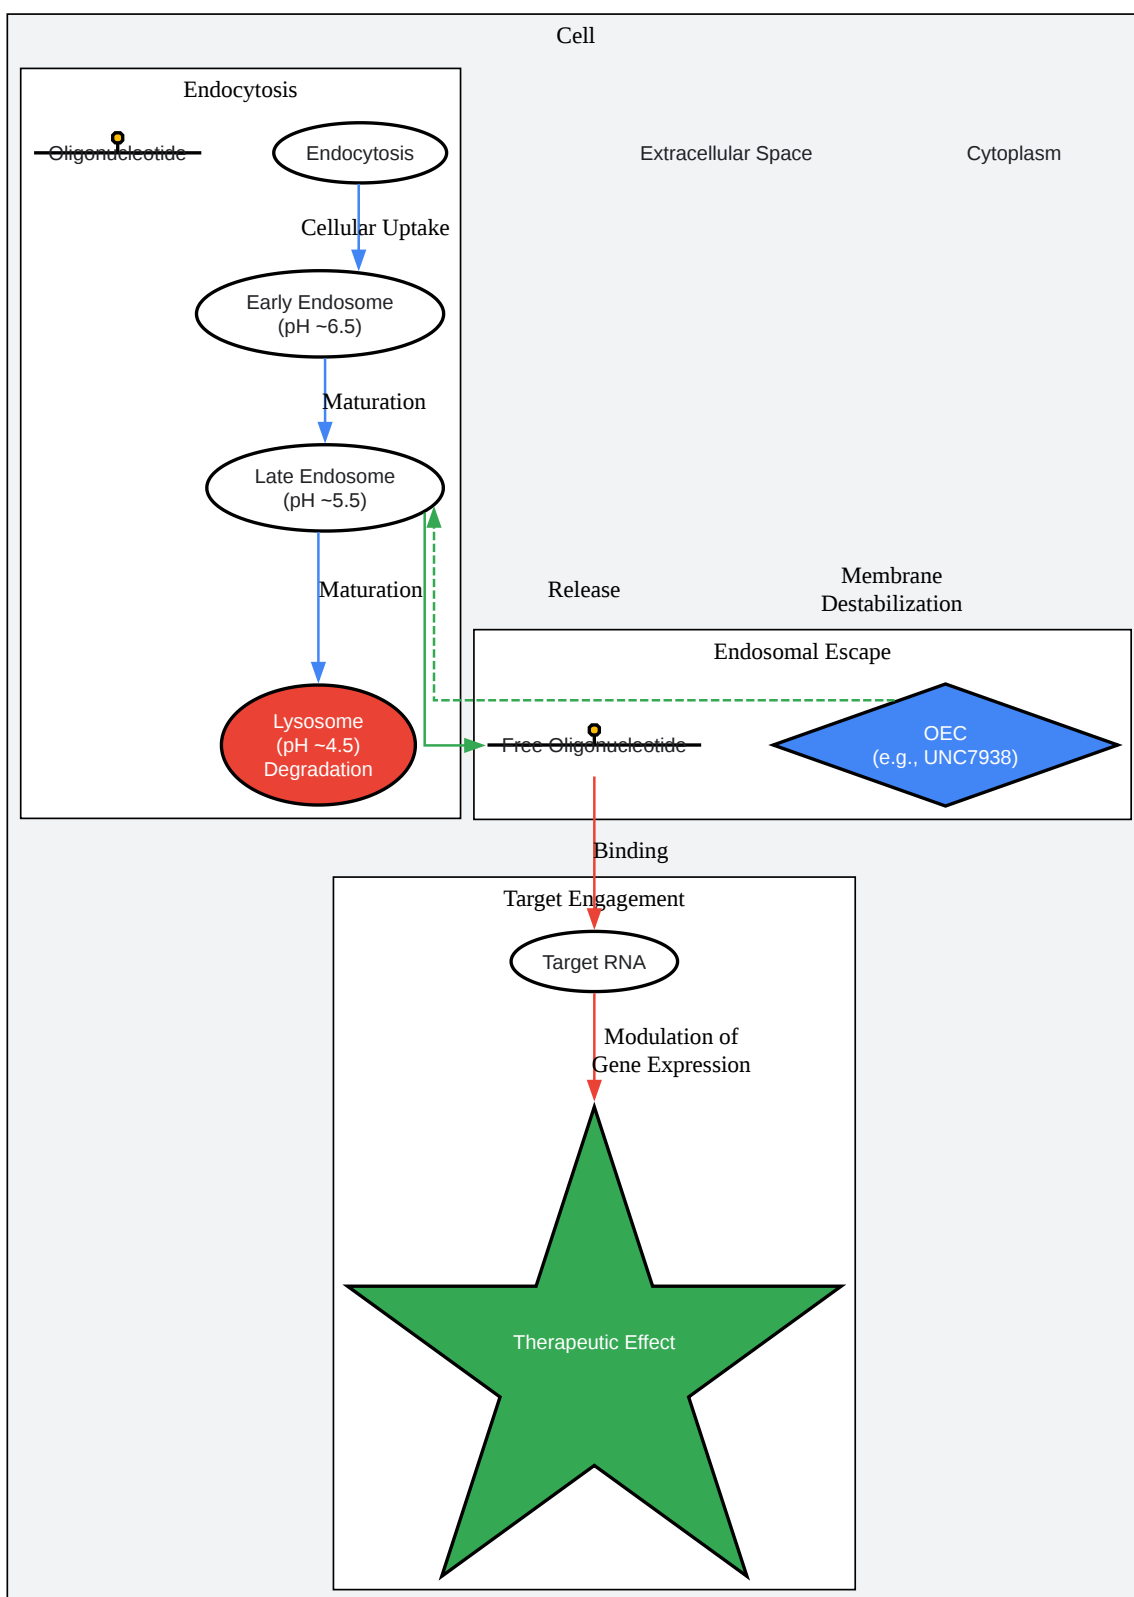 Cell
Endocytosis
Oligonucleotide
Endocytosis
Extracellular Space
Cytoplasm
Cellular Uptake
Early Endosome
(pH ~6.5)
Maturation
Late Endosome
(pH ~5.5)
Maturation
Release
Membrane
Destabilization
Endosomal Escape
Lysosome
(pH ~4.5)
Degradation
Free Oligonucleotide
OEC
(e.g., UNC7938)
Binding
Target Engagement
Target RNA
Modulation of
Gene Expression
Therapeutic Effect